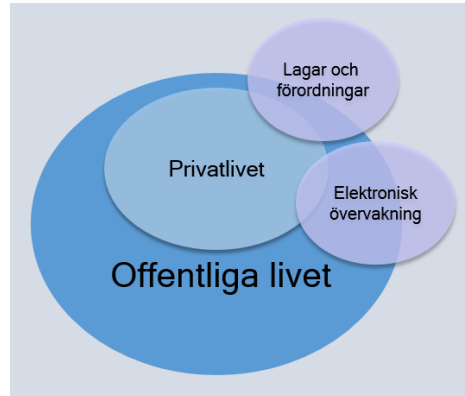 Lagar och
förordningar
Privatlivet
Elektronisk
övervakning
Offentliga livet